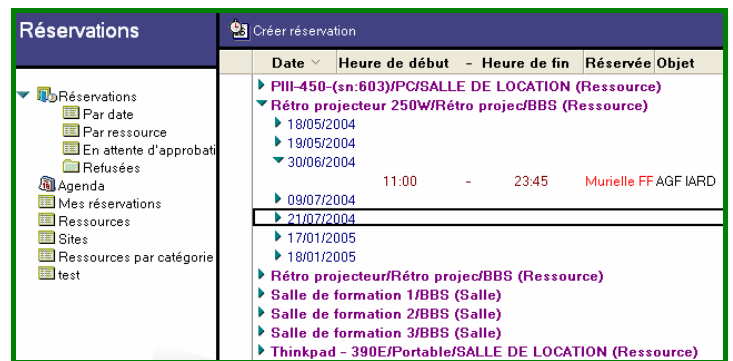 Réservations
Créer réservation
Date Heure de début - Heure de fin Réservée Objet
Réservations
Par date
Par ressource
En attente d'approbati
Refusées
Agenda
Mes réservations
Ressources
Sites
Ressources par catégorie
test
PIII-450-(sn:603)/PC/SALLE DE LOCATION (Ressource)
Rétro projecteur 250W/Rétro projec/BBS (Ressource)
18/05/2004
19/05/2004
30/06/2004
11:00 - 23:45 Murielle FF AGF IARD
09/07/2004
21/07/2004
17/01/2005
18/01/2005
Rétro projecteur/Rétro projec/BBS (Ressource)
Salle de formation 1/BBS (Salle)
Salle de formation 2/BBS (Salle)
Salle de formation 3/BBS (Salle)
Thinkpad - 390E/Portable/SALLE DE LOCATION (Ressource)